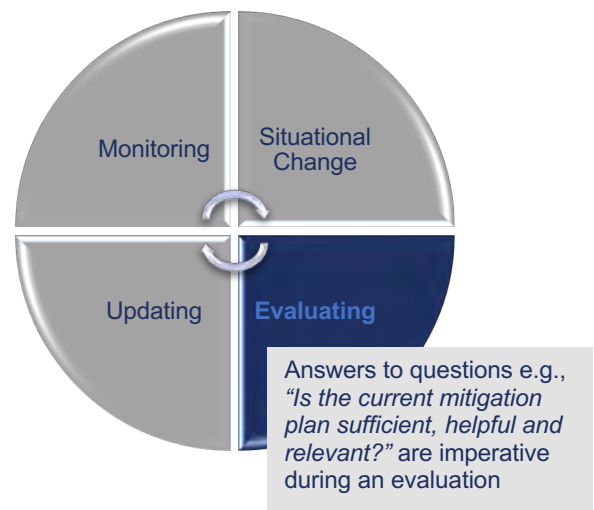 Monitoring
Situational
Change
Updating
Evaluating
Answers to questions e.g.,
“Is the current mitigation
plan sufficient, helpful and
relevant?” are imperative
during an evaluation